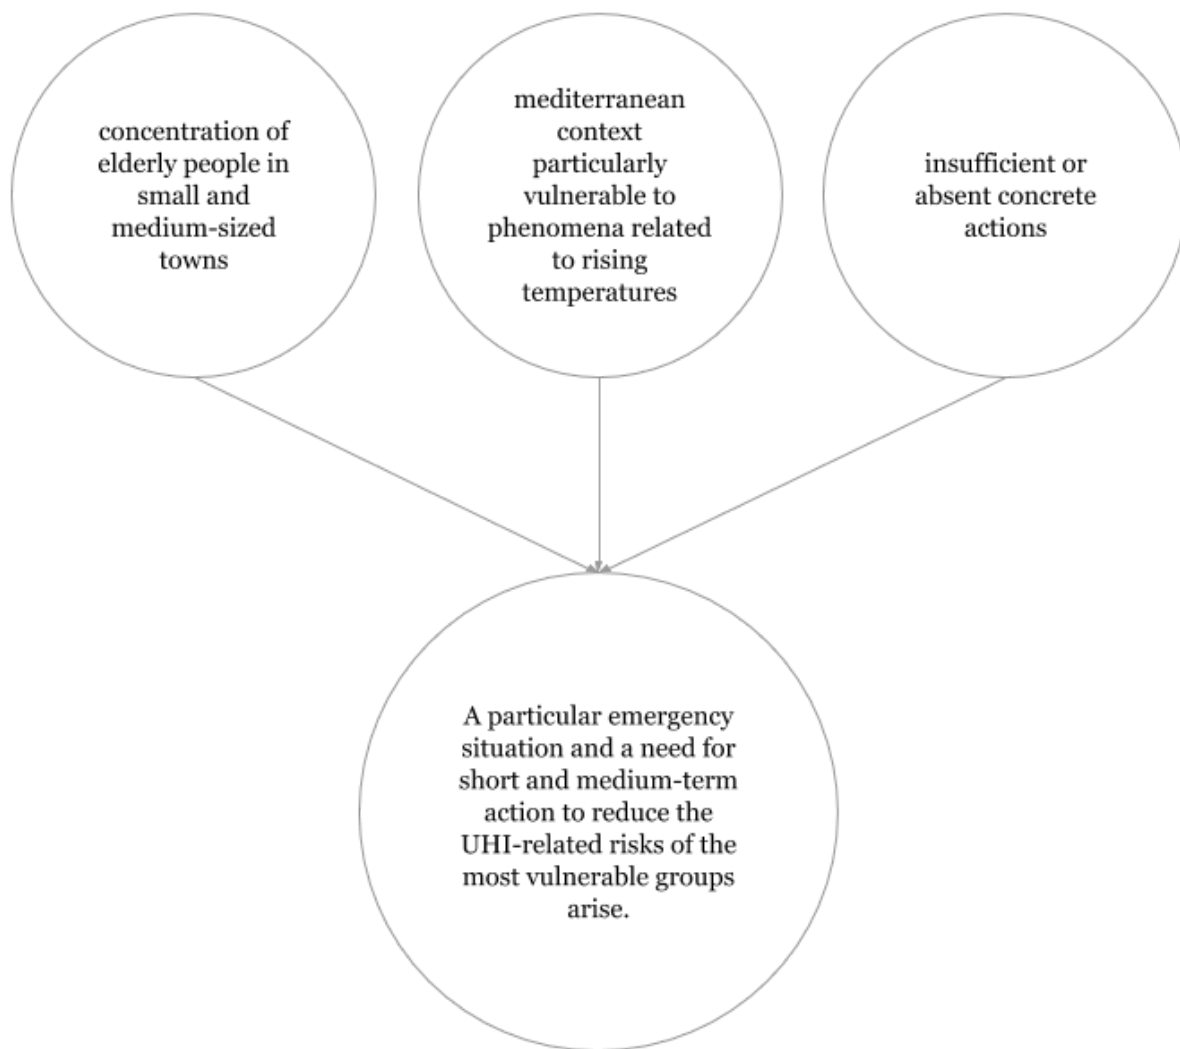 concentration of
elderly people in
small and
medium-sized
towns
mediterranean
context
particularly
vulnerable to
phenomena related
to rising
temperatures
insufficient or
absent concrete
actions
A particular emergency
situation and a need for
short and medium-term
action to reduce the
UHI-related risks of the
most vulnerable groups
arise.